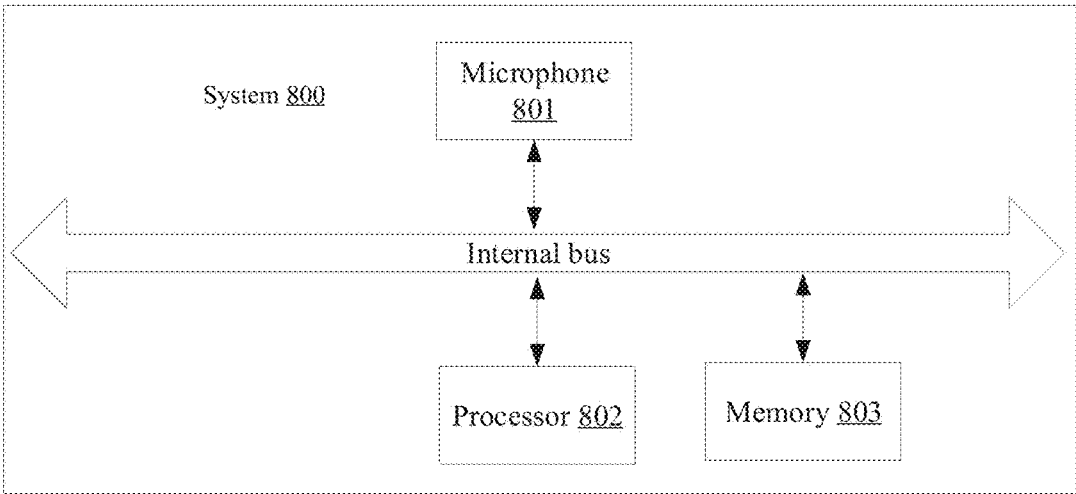 Microphone
801
System 800
Internal bus
Processor 802
Memory 803